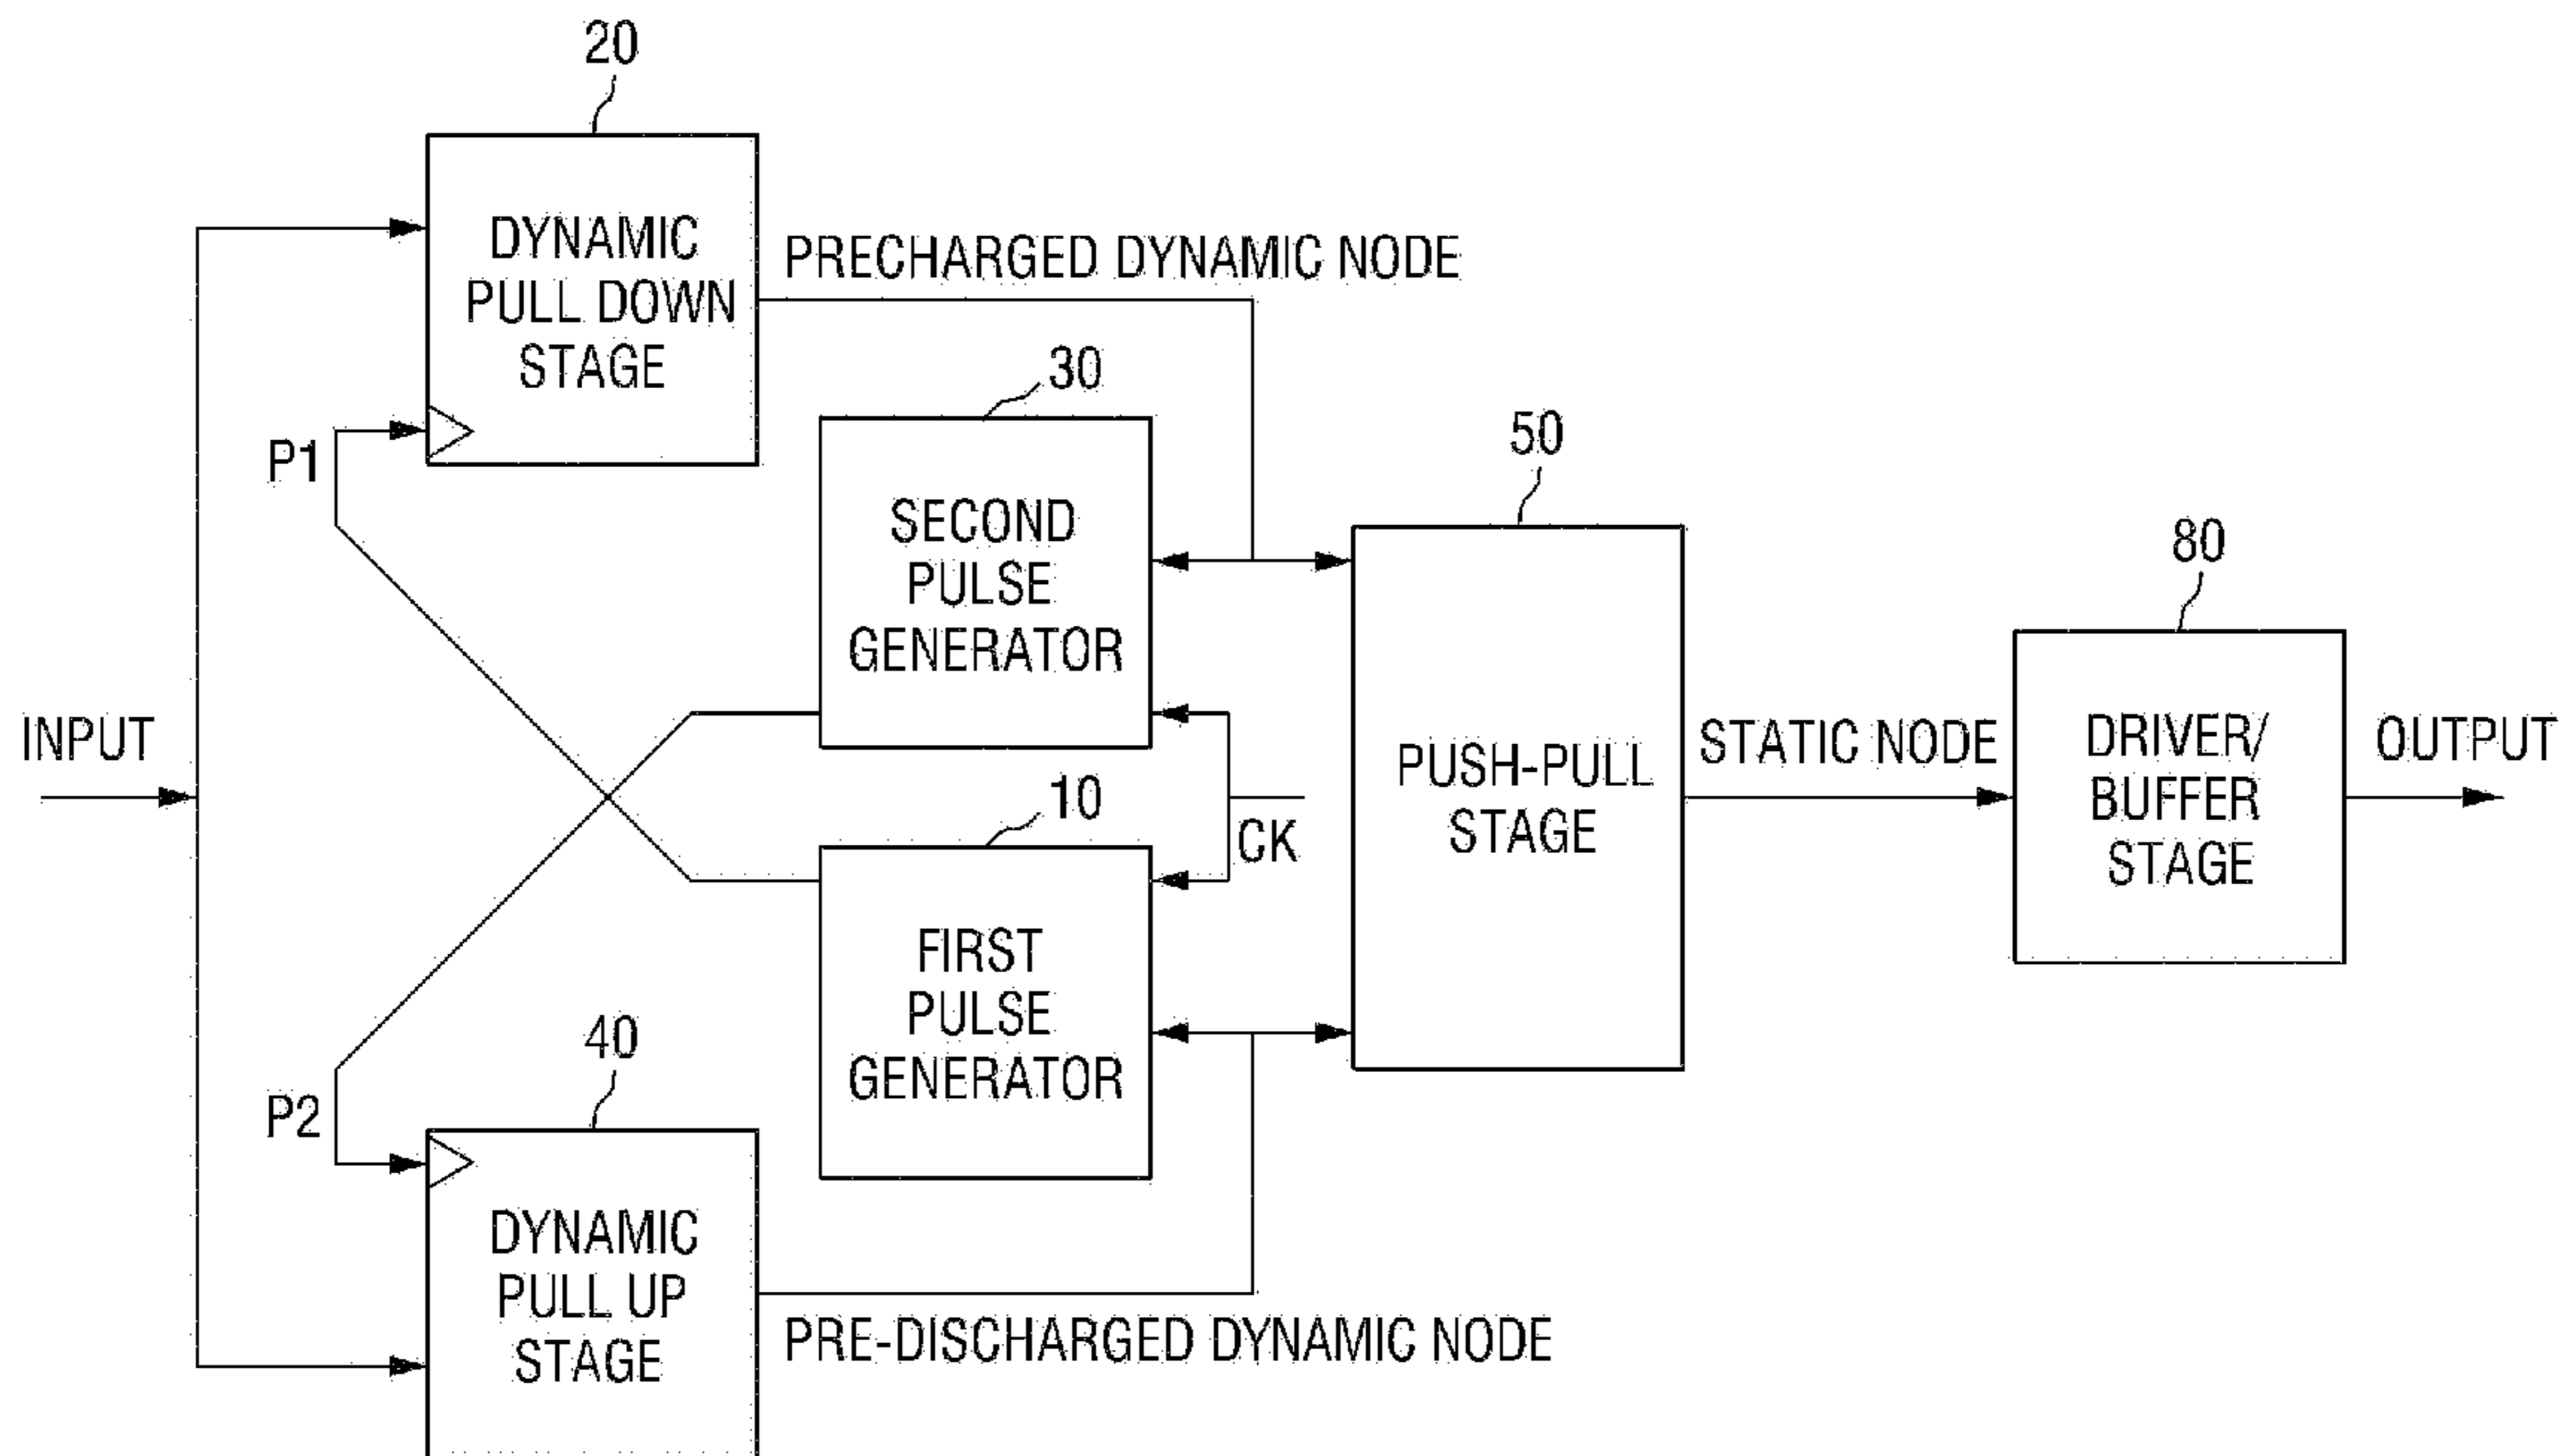 20
DYNAMIC
PULL DOWN
STAGE
PRECHARGED DYNAMIC NODE
P1
30
SECOND
PULSE
GENERATOR
50
PUSH-PULL
STAGE
80
DRIVER/
BUFFER
STAGE
INPUT
STATIC NODE
OUTPUT
CK
10
FIRST
PULSE
GENERATOR
P2
40
DYNAMIC
PULL UP
STAGE
PRE-DISCHARGED DYNAMIC NODE